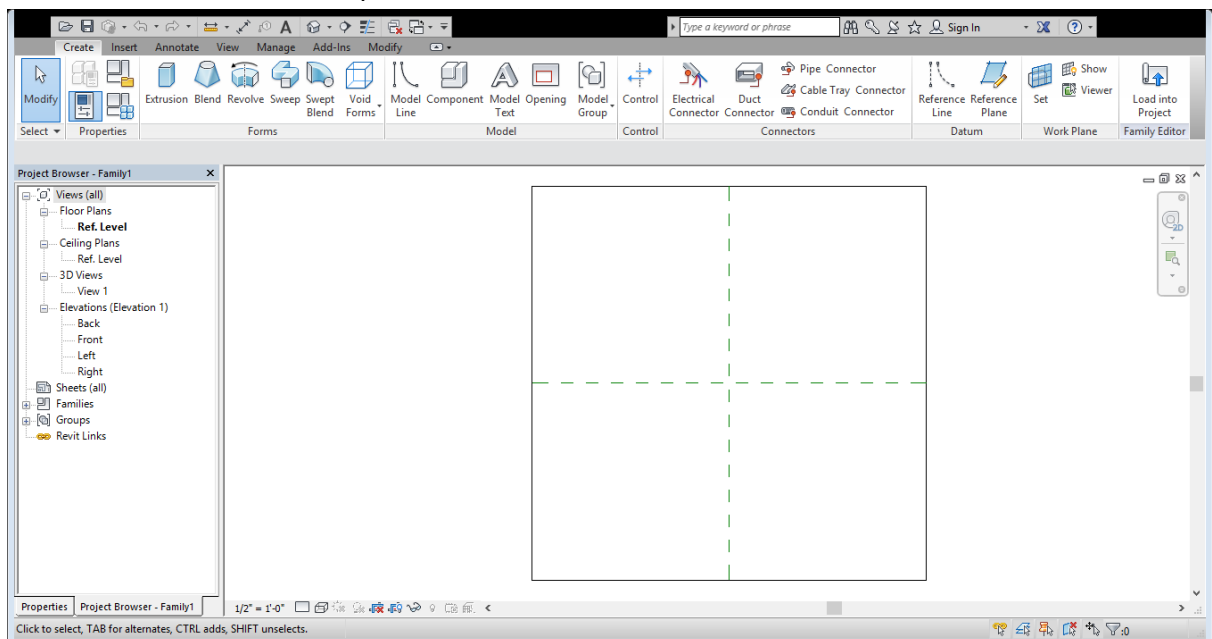 Type a keyword or phrase
Sign In
Create Insert Annotate View Manage Add-Ins Modify
Modify
Extrusion Blend Revolve Sweep Swept Blend Void Forms
Model Line Component Model Text Opening Model Group
Control
Electrical Connector Duct Connector
Pipe Connector
Cable Tray Connector
Conduit Connector
Reference Line Reference Plane
Set
Show
Viewer
Load into Project
Select Properties Forms Model Control Connectors Datum Work Plane Family Editor
Project Browser - Family1
Views (all)
Floor Plans
Ref. Level
Ceiling Plans
Ref. Level
3D Views
View 1
Elevations (Elevation 1)
Back
Front
Left
Right
Sheets (all)
Families
Groups
Revit Links
2D
Properties Project Browser - Family1
1/2" = 1'-0"
Click to select, TAB for alternates, CTRL adds, SHIFT unselects.
:0